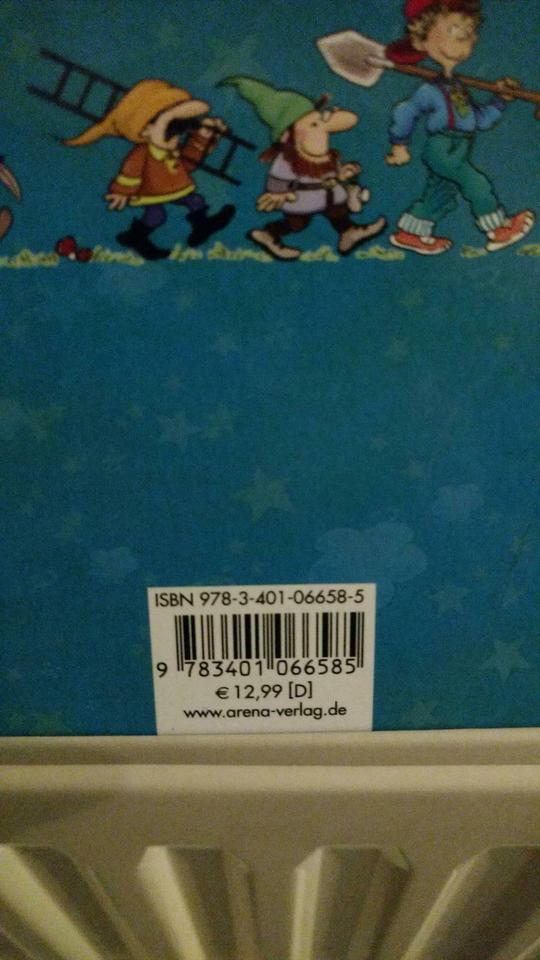 ISBN 978-3-401-06658-5
9 783401 066585
€ 12,99 [D]
www.arena-verlag.de